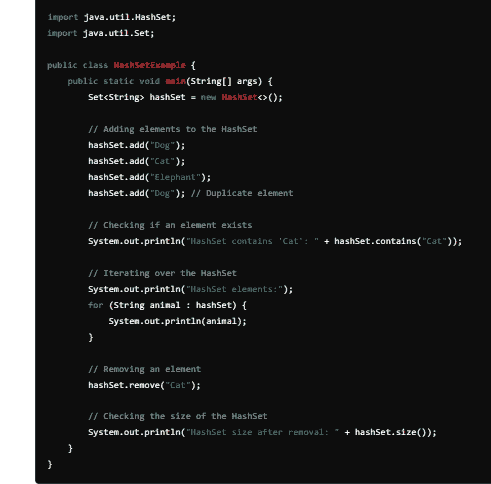 import java.util.HashSet;
import java.util.Set;
public class HashSetExample {
public static void main(String[] args) {
Set<String> hashSet = new HashSet<>();
// Adding elements to the HashSet
hashSet.add("Dog");
hashSet.add("Cat");
hashSet.add("Elephant");
hashSet.add("Dog"); // Duplicate element
// Checking if an element exists
System.out.println("HashSet contains 'Cat': " + hashSet.contains("Cat"));
// Iterating over the HashSet
System.out.println("HashSet elements:");
for (String animal : hashSet) {
System.out.println(animal);
}
// Removing an element
hashSet.remove("Cat");
// Checking the size of the HashSet
System.out.println("HashSet size after removal: " + hashSet.size());
}
}